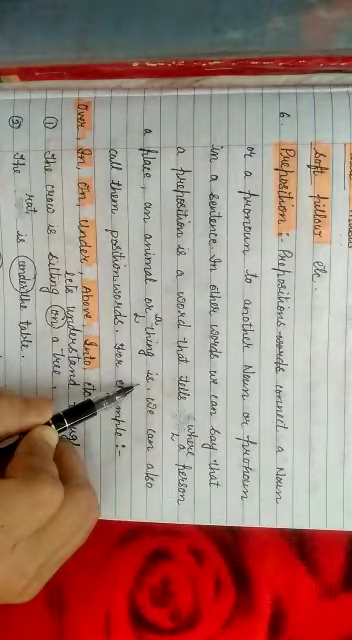 Soft pillow etc.
6. Preposition :- Prepositions words connect a Noun
or a pronoun to another Noun or pronoun
in a sentence In other words we can say that
a preposition is a word that tells where a person
a place, an animal or a thing is, we can also
call them position words. For example :-
Over, In, On, Under Above Into etc
lets understand
① The crow is sitting on a tree.
② The rat is under the table.